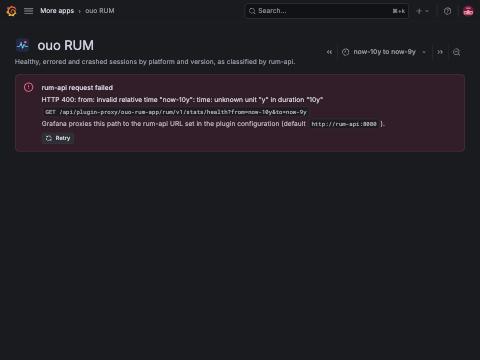 More apps › ouo RUM
Search... ⌘+k
ouo RUM
now-10y to now-9y
Healthy, errored and crashed sessions by platform and version, as classified by rum-api.
rum-api request failed
HTTP 400: from: invalid relative time "now-10y": time: unknown unit "y" in duration "10y"
GET /api/plugin-proxy/ouo-rum-app/rum/v1/stats/health?from=now-10y&to=now-9y
Grafana proxies this path to the rum-api URL set in the plugin configuration (default http://rum-api:8080 ).
Retry